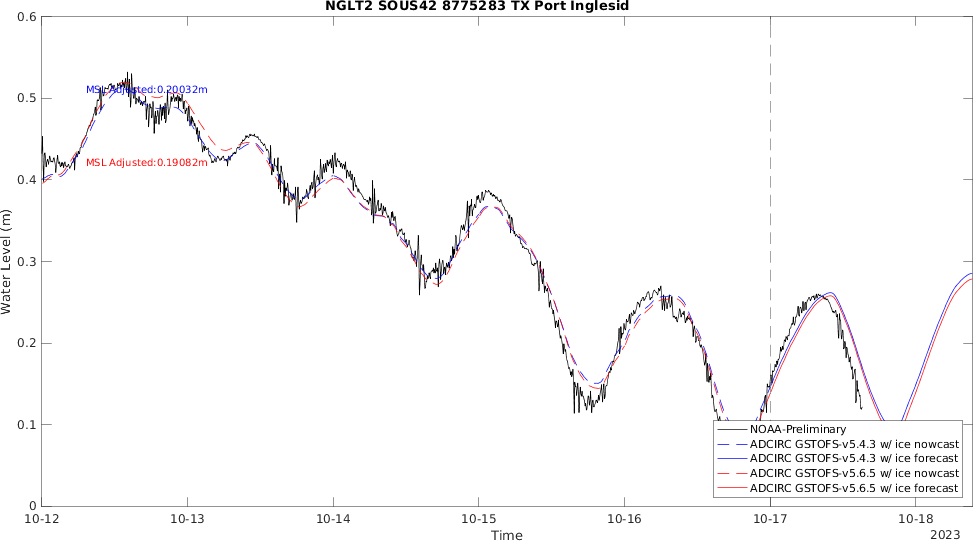 NGLT2 SOUS42 8775283 TX Port Inglesid
0.6
0.5
0.4
0.3
0.2
0.1
0
Water Level (m)
MSL Adjusted:0.20032m
MSL Adjusted:0.19082m
NOAA-Preliminary
ADCIRC GSTOFS-v5.4.3 w/ ice nowcast
ADCIRC GSTOFS-v5.4.3 w/ ice forecast
ADCIRC GSTOFS-v5.6.5 w/ ice nowcast
ADCIRC GSTOFS-v5.6.5 w/ ice forecast
10-12 10-13 10-14 10-15 10-16 10-17 10-18
Time
2023